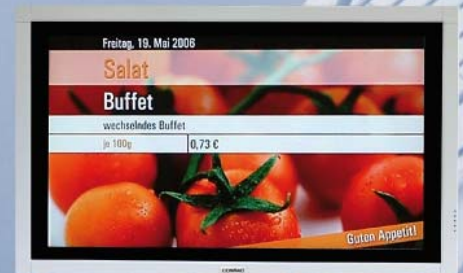 Freitag, 19. Mai 2006
Salat
Buffet
wechselndes Buffet
je 100g 0,73 €
Guten Appetit!